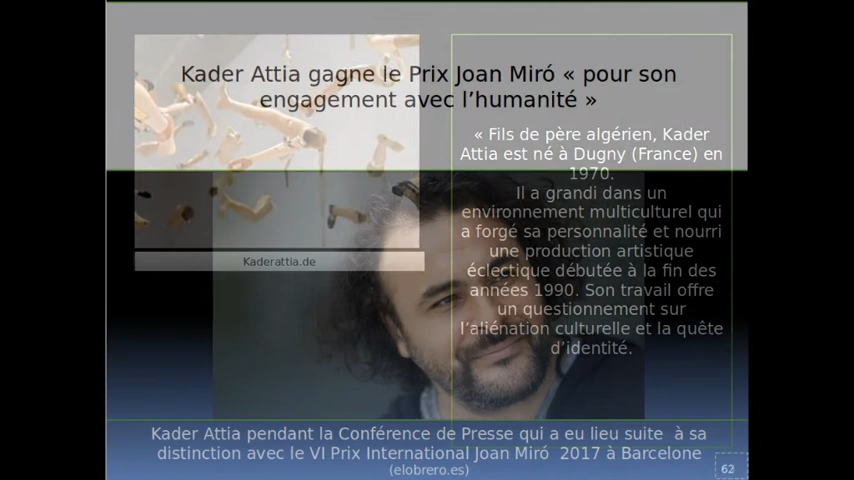 Kader Attia gagne le Prix Joan Miró « pour son
engagement avec l’humanité »
« Fils de père algérien, Kader
Attia est né à Dugny (France) en
1970.
Il a grandi dans un
environnement multiculturel qui
a forgé sa personnalité et nourri
une production artistique
éclectique débutée à la fin des
années 1990. Son travail offre
un questionnement sur
l’aliénation culturelle et la quête
d’identité.
Kaderattia.de
Kader Attia pendant la Conférence de Presse qui a eu lieu suite à sa
distinction avec le VI Prix International Joan Miró 2017 à Barcelone
(elobrero.es)
62